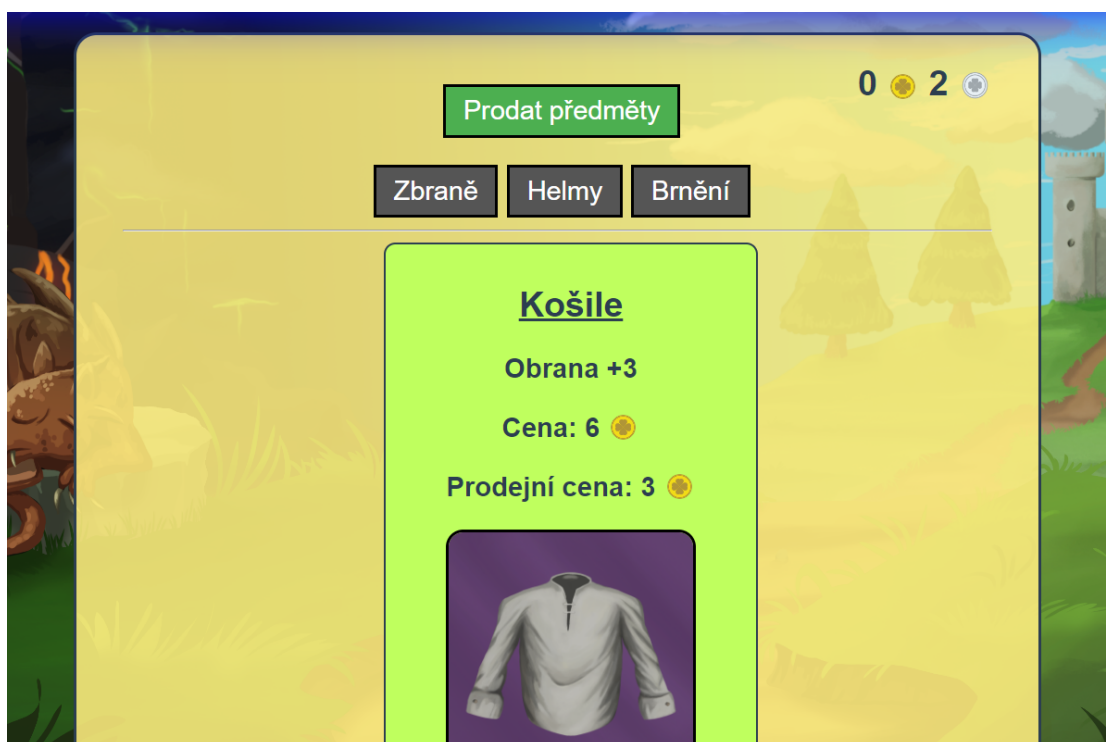 0 2
Prodat předměty
Zbraně Helmy Brnění
Košile
Obrana +3
Cena: 6
Prodejní cena: 3